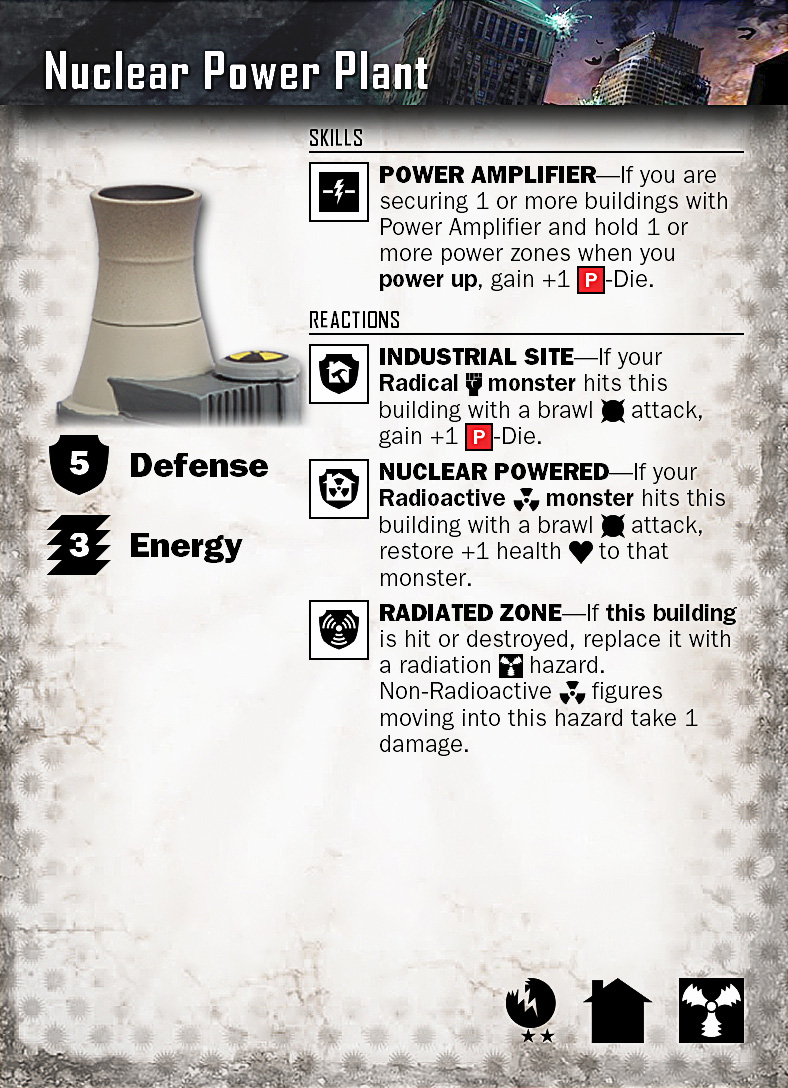 Nuclear Power Plant
SKILLS
POWER AMPLIFIER—If you are
securing 1 or more buildings with
Power Amplifier and hold 1 or
more power zones when you
power up, gain +1 P-Die.
REACTIONS
INDUSTRIAL SITE—If your
Radical monster hits this
building with a brawl attack,
gain +1 P-Die.
NUCLEAR POWERED—If your
Radioactive monster hits this
building with a brawl attack,
restore +1 health to that
monster.
RADIATED ZONE—If this building
is hit or destroyed, replace it with
a radiation hazard.
Non-Radioactive figures
moving into this hazard take 1
damage.
5 Defense
3 Energy